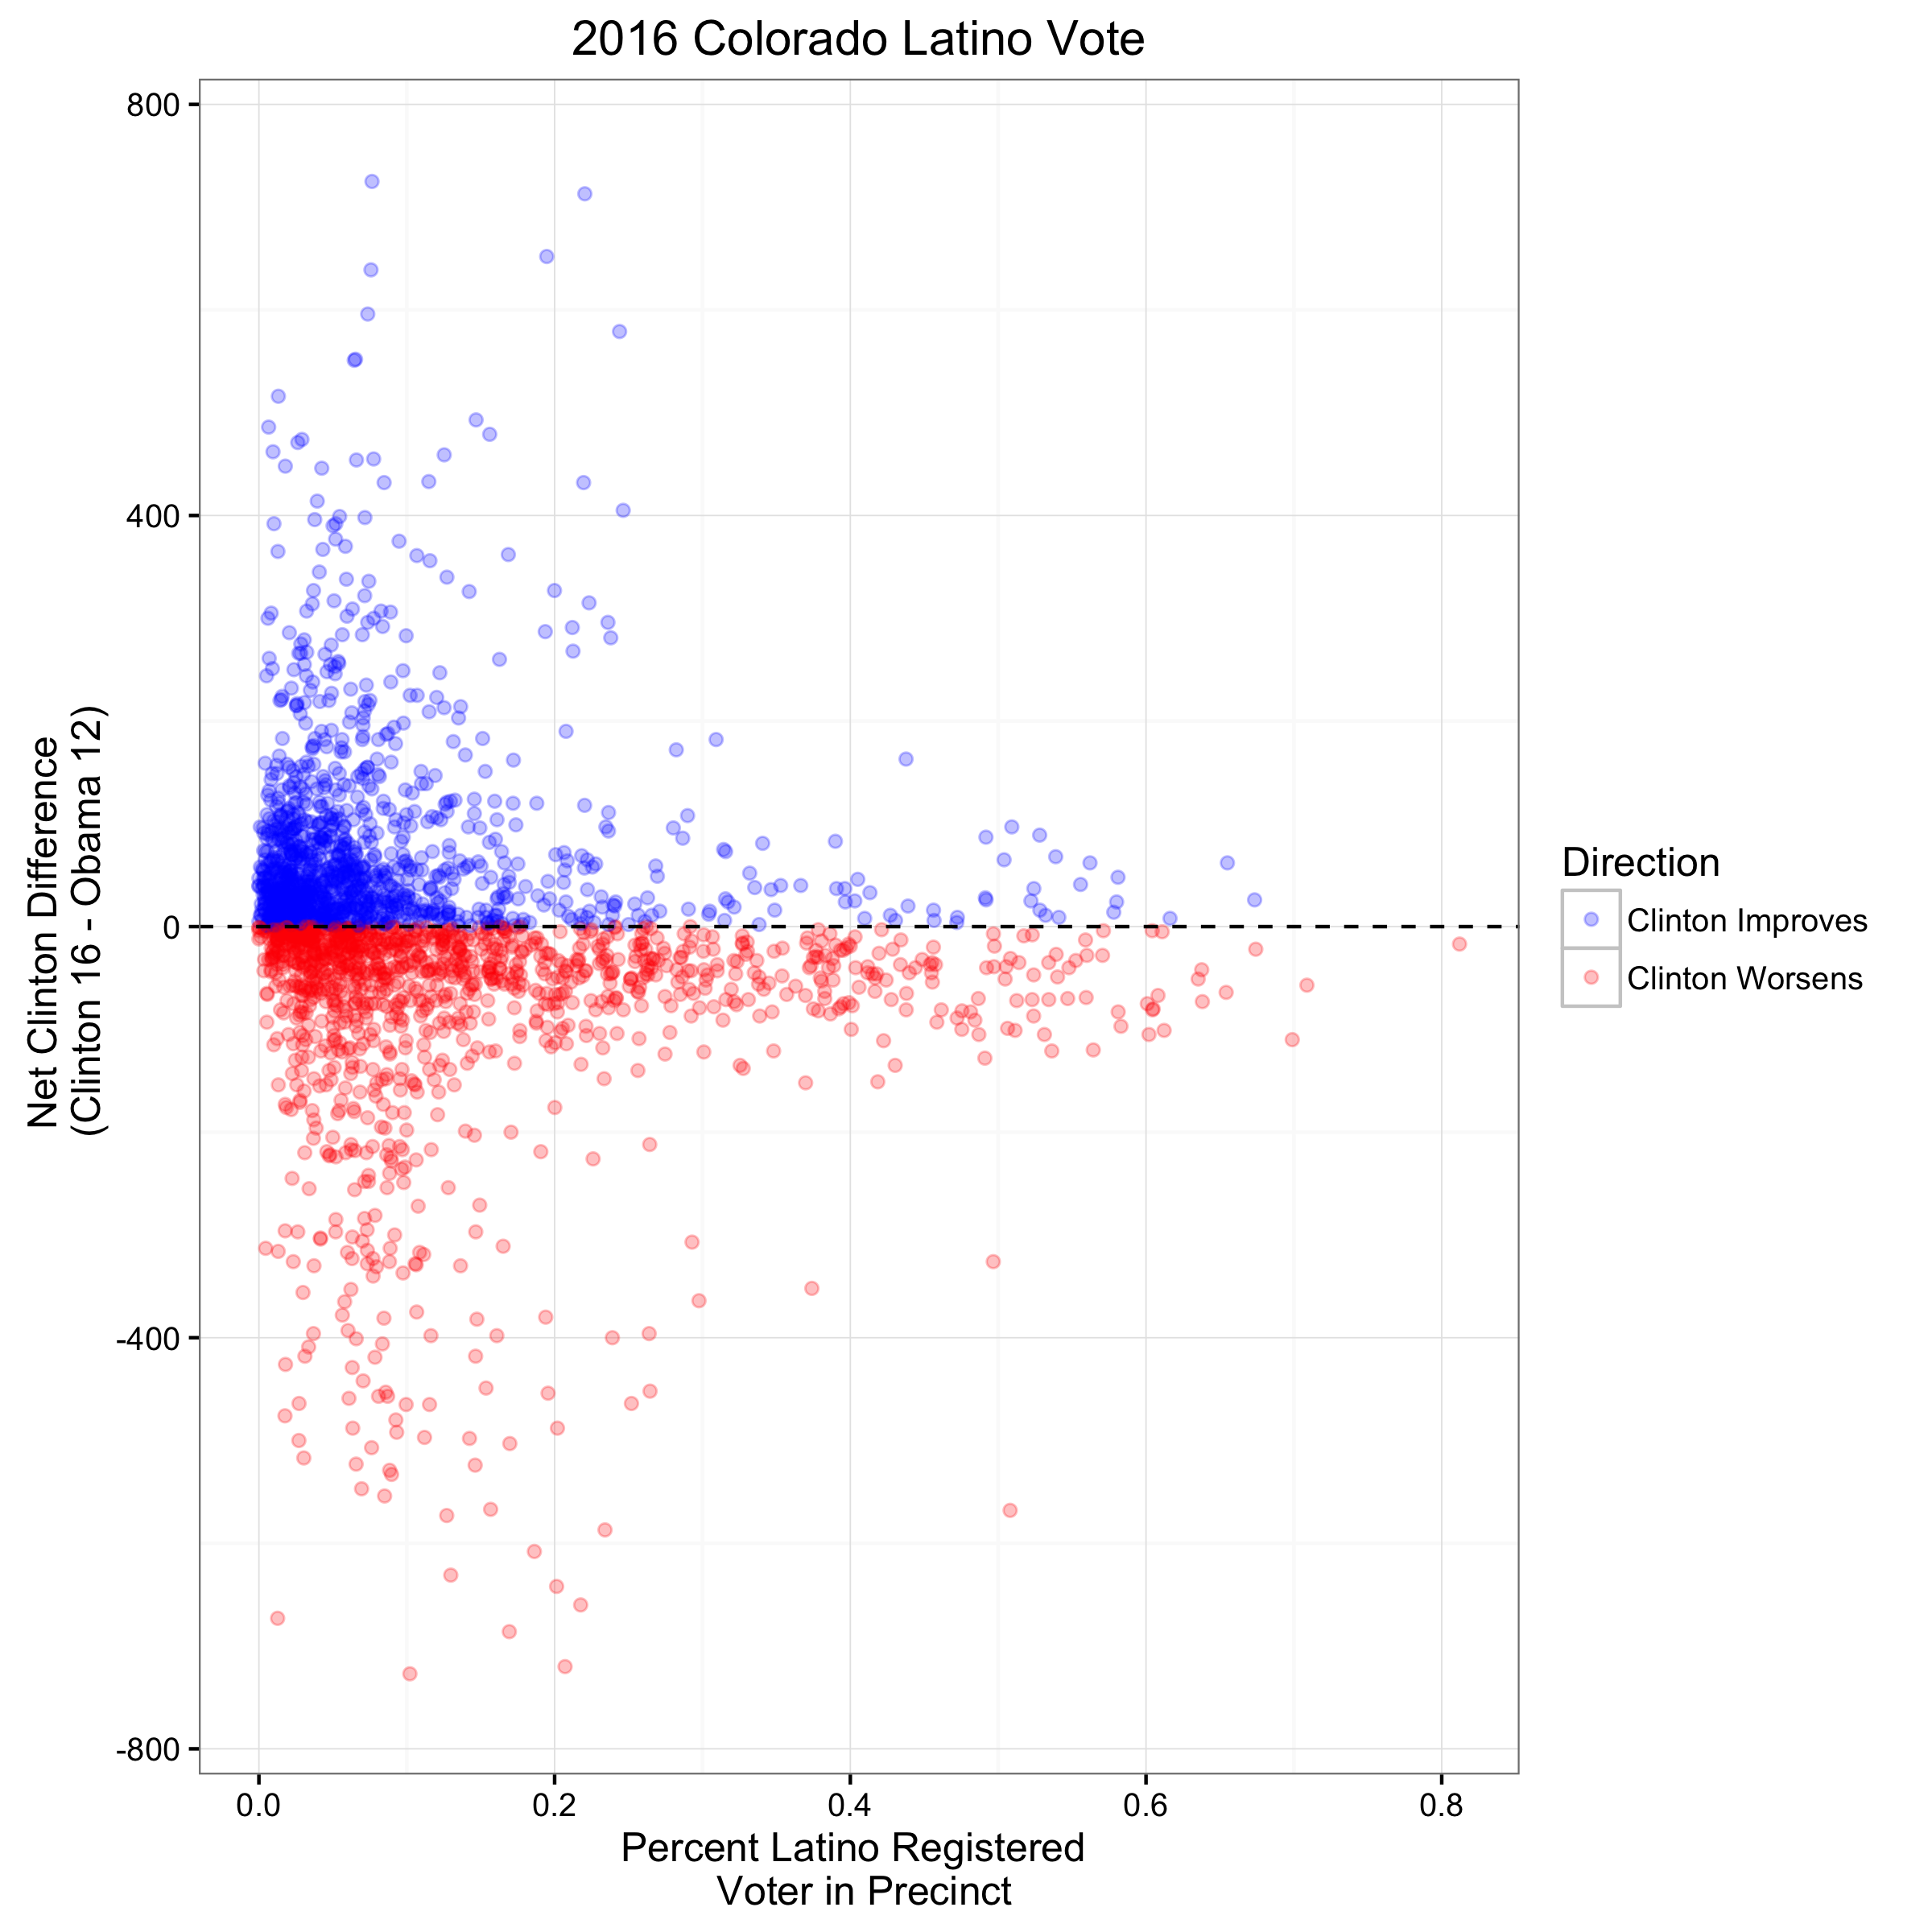 2016 Colorado Latino Vote
800
400
0
-400
-800
Net Clinton Difference
(Clinton 16 - Obama 12)
0.0
0.2
0.4
0.6
0.8
Percent Latino Registered
Voter in Precinct
Direction
Clinton Improves
Clinton Worsens